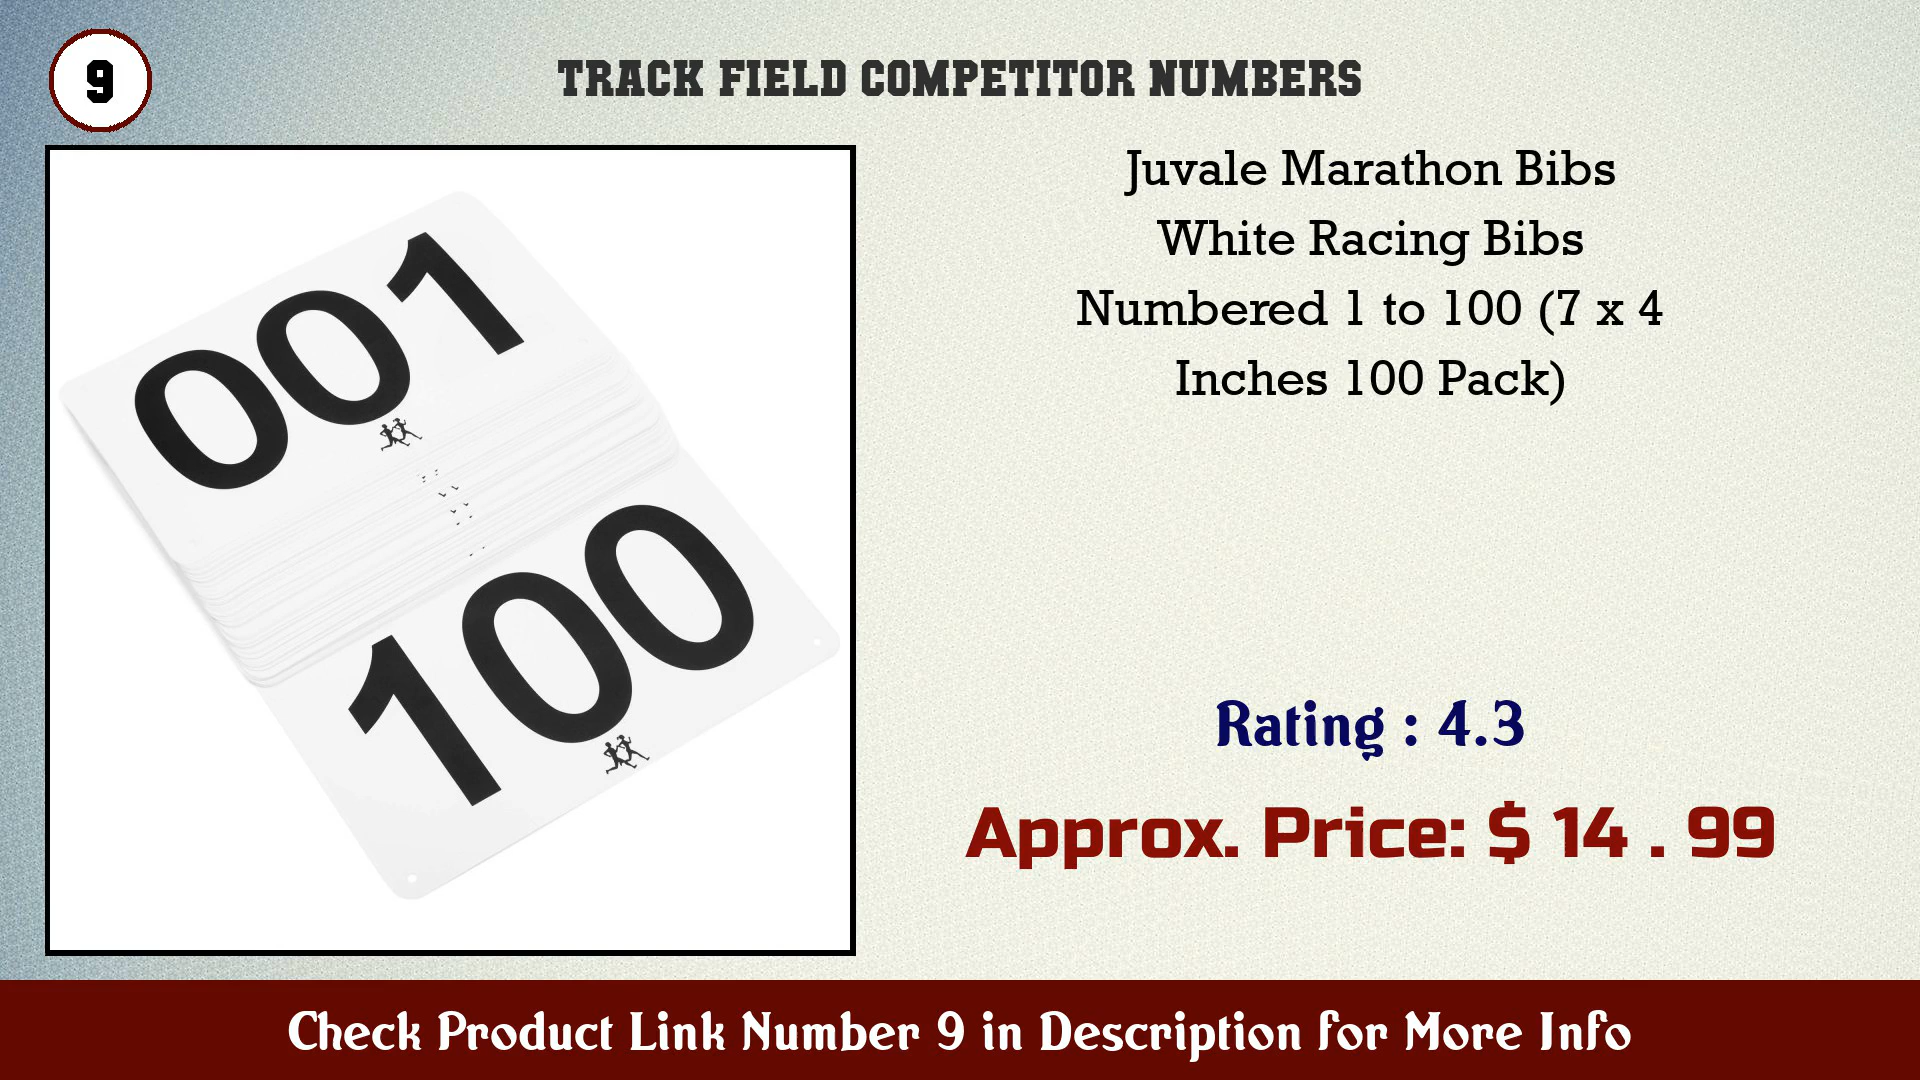 9
TRACK FIELD COMPETITOR NUMBERS
001
100
Juvale Marathon Bibs
White Racing Bibs
Numbered 1 to 100 (7 x 4
Inches 100 Pack)
Rating : 4.3
Approx. Price: $ 14 . 99
Check Product Link Number 9 in Description for More Info